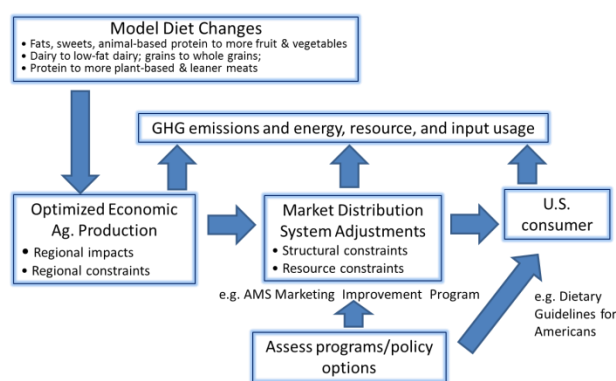 Model Diet Changes
• Fats, sweets, animal-based protein to more fruit & vegetables
• Dairy to low-fat dairy; grains to whole grains;
• Protein to more plant-based & leaner meats
GHG emissions and energy, resource, and input usage
Optimized Economic
Ag. Production
• Regional impacts
• Regional constraints
Market Distribution
System Adjustments
• Structural constraints
• Resource constraints
U.S.
consumer
e.g. AMS Marketing Improvement Program
e.g. Dietary
Guidelines for
Americans
Assess programs/policy
options